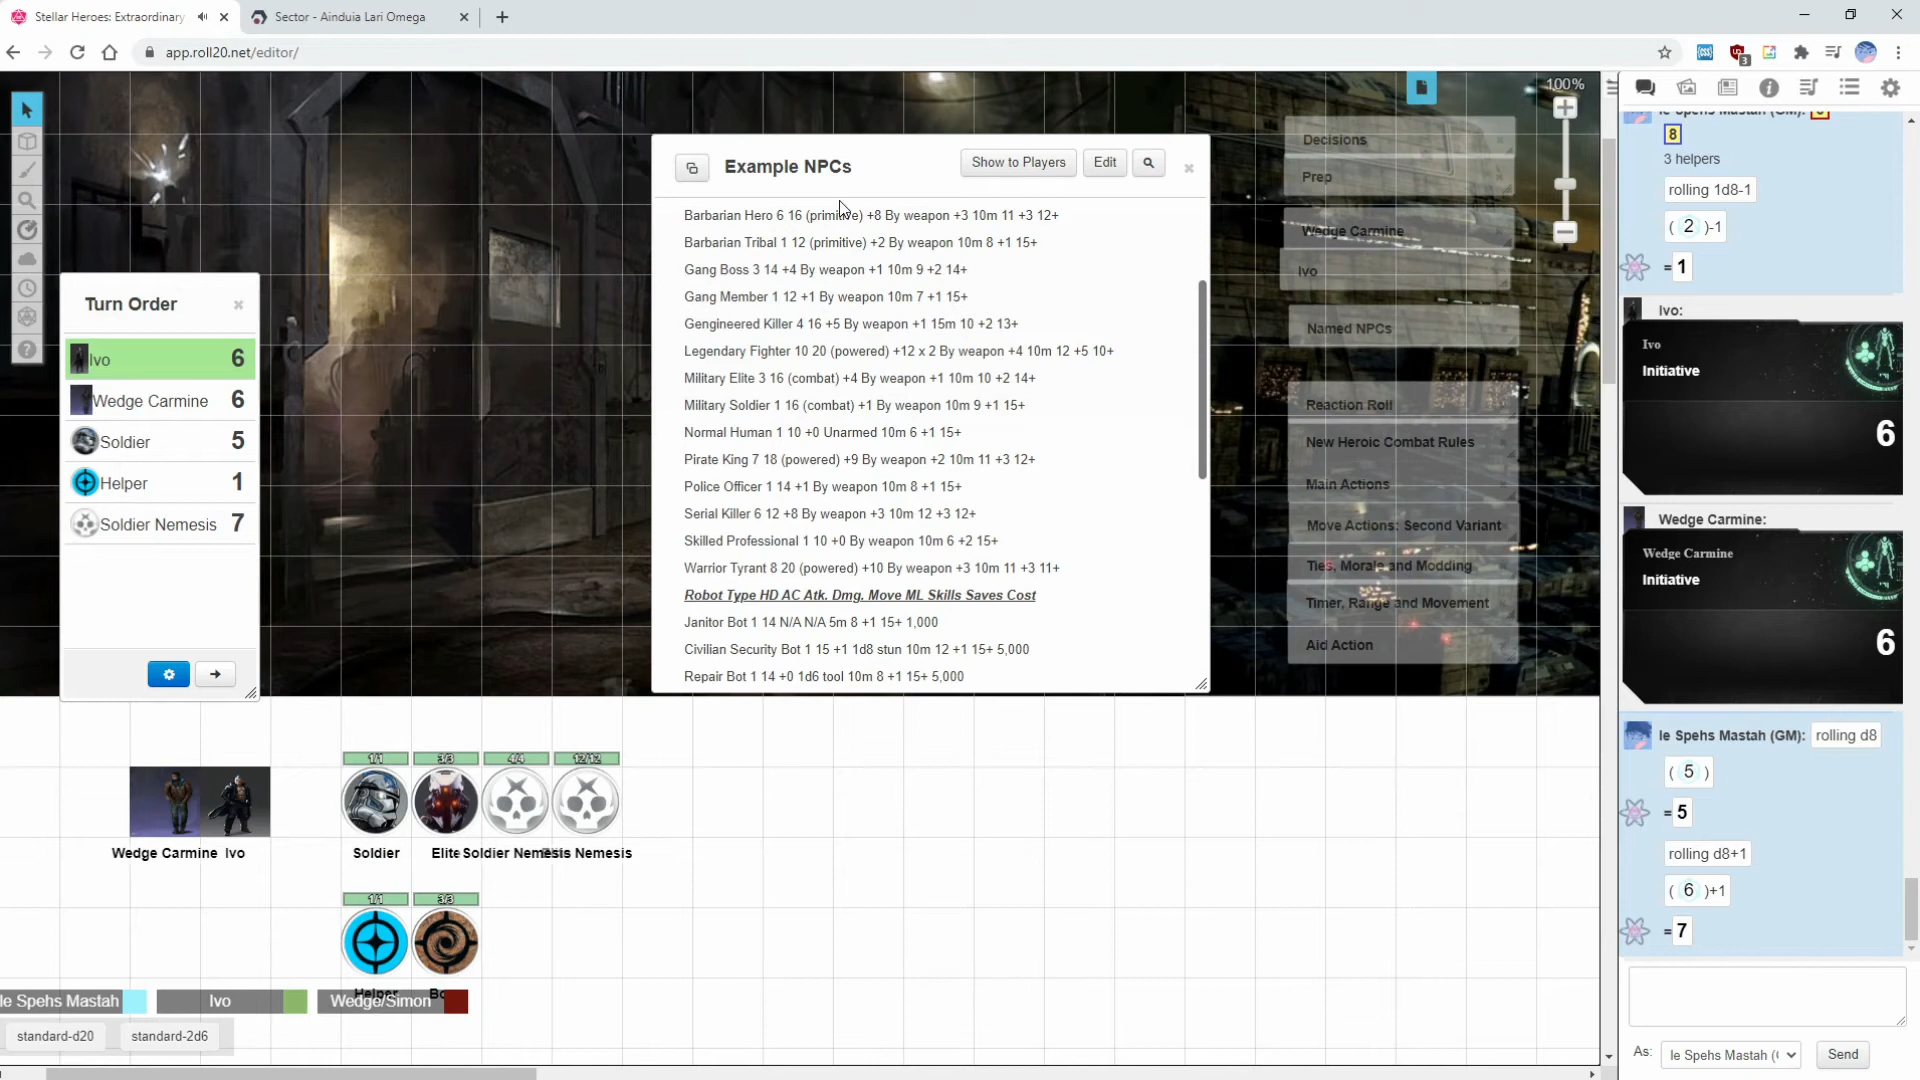 Stellar Heroes: Extraordinary
Sector - Ainduia Lari Omega
app.roll20.net/editor/
3
100%
Turn Order
Ivo 6
Wedge Carmine 6
Soldier 5
Helper 1
Soldier Nemesis 7
Example NPCs
Show to Players
Edit
Barbarian Hero 6 16 (primitive) +8 By weapon +3 10m 11 +3 12+
Barbarian Tribal 1 12 (primitive) +2 By weapon 10m 8 +1 15+
Gang Boss 3 14 +4 By weapon +1 10m 9 +2 14+
Gang Member 1 12 +1 By weapon 10m 7 +1 15+
Gengineered Killer 4 16 +5 By weapon +1 15m 10 +2 13+
Legendary Fighter 10 20 (powered) +12 x 2 By weapon +4 10m 12 +5 10+
Military Elite 3 16 (combat) +4 By weapon +1 10m 10 +2 14+
Military Soldier 1 16 (combat) +1 By weapon 10m 9 +1 15+
Normal Human 1 10 +0 Unarmed 10m 6 +1 15+
Pirate King 7 18 (powered) +9 By weapon +2 10m 11 +3 12+
Police Officer 1 14 +1 By weapon 10m 8 +1 15+
Serial Killer 6 12 +8 By weapon +3 10m 12 +3 12+
Skilled Professional 1 10 +0 By weapon 10m 6 +2 15+
Warrior Tyrant 8 20 (powered) +10 By weapon +3 10m 11 +3 11+
Robot Type HD AC Atk. Dmg. Move ML Skills Saves Cost
Janitor Bot 1 14 N/A N/A 5m 8 +1 15+ 1,000
Civilian Security Bot 1 15 +1 1d8 stun 10m 12 +1 15+ 5,000
Repair Bot 1 14 +0 1d6 tool 10m 8 +1 15+ 5,000
Decisions
Prep
Wedge Carmine
Ivo
Named NPCs
Reaction Roll
New Heroic Combat Rules
Main Actions
Move Actions: Second Variant
Ties, Morale and Modding
Timer, Range and Movement
Aid Action
1/1
3/3
4/4
12/12
Wedge Carmine
Ivo
Soldier
Elite
Soldier Nemesis
Nemesis
1/1
3/3
Helper
le Spehs Mastah
Ivo
Wedge/Simon
standard-d20
standard-2d6
le Spehs Mastah (GM):
8
3 helpers
rolling 1d8-1
( 2 )-1
=1
Ivo:
Ivo
Initiative
6
Wedge Carmine:
Wedge Carmine
Initiative
6
le Spehs Mastah (GM): rolling d8
( 5 )
=5
rolling d8+1
( 6 )+1
=7
As:
le Spehs Mastah (
Send